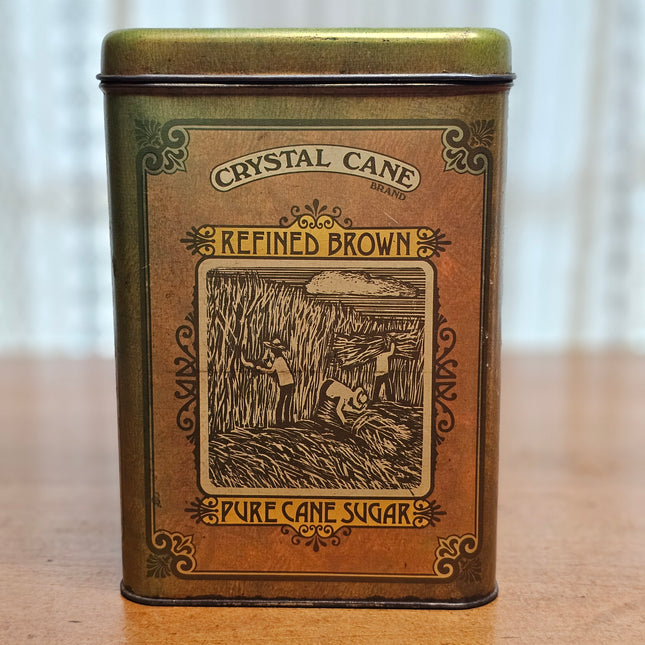 CRYSTAL CANE
BRAND
REFINED BROWN
PURE CANE SUGAR